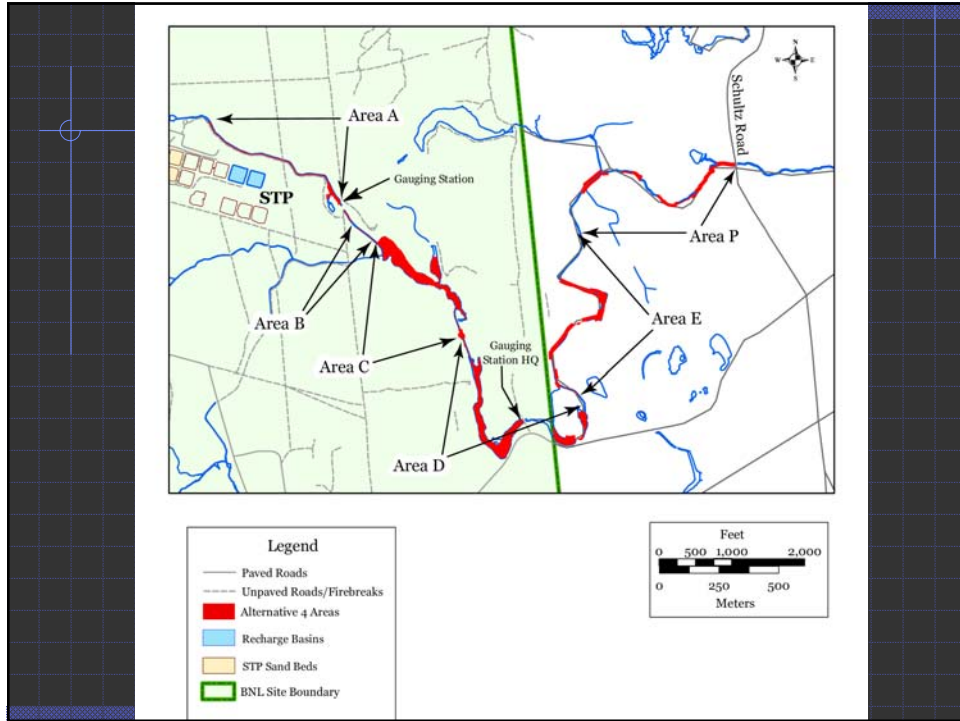 N
W E
S
Area A
Schultz Road
Gauging Station
STP
Area P
Area B
Area E
Area C
Gauging
Station HQ
Area D
Legend
Paved Roads
Unpaved Roads/Firebreaks
Alternative 4 Areas
Recharge Basins
STP Sand Beds
BNL Site Boundary
Feet
0 500 1,000 2,000
0 250 500
Meters